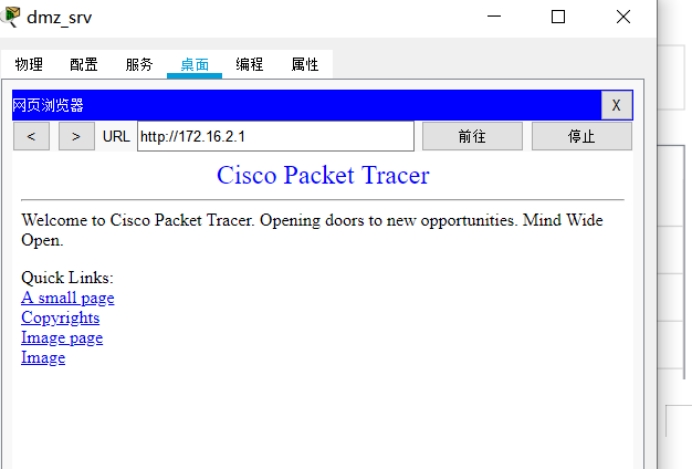 dmz_srv
物理 配置 服务 桌面 编程 属性
网页浏览器 X
< > URL http://172.16.2.1 前往 停止
Cisco Packet Tracer
Welcome to Cisco Packet Tracer. Opening doors to new opportunities. Mind Wide
Open.
Quick Links:
A small page
Copyrights
Image page
Image